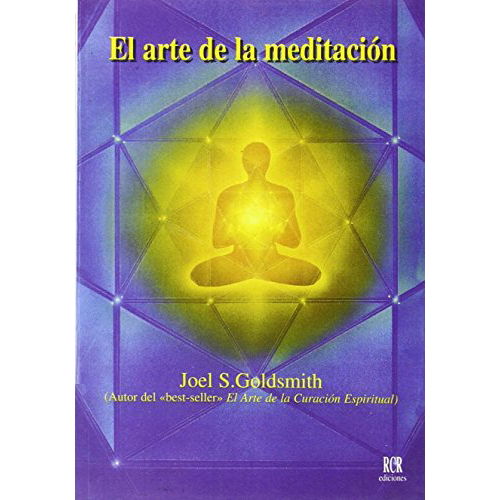 El arte de la meditación
Joel S.Goldsmith
(Autor del «best-seller» El Arte de la Curación Espiritual)
RCR
ediciones